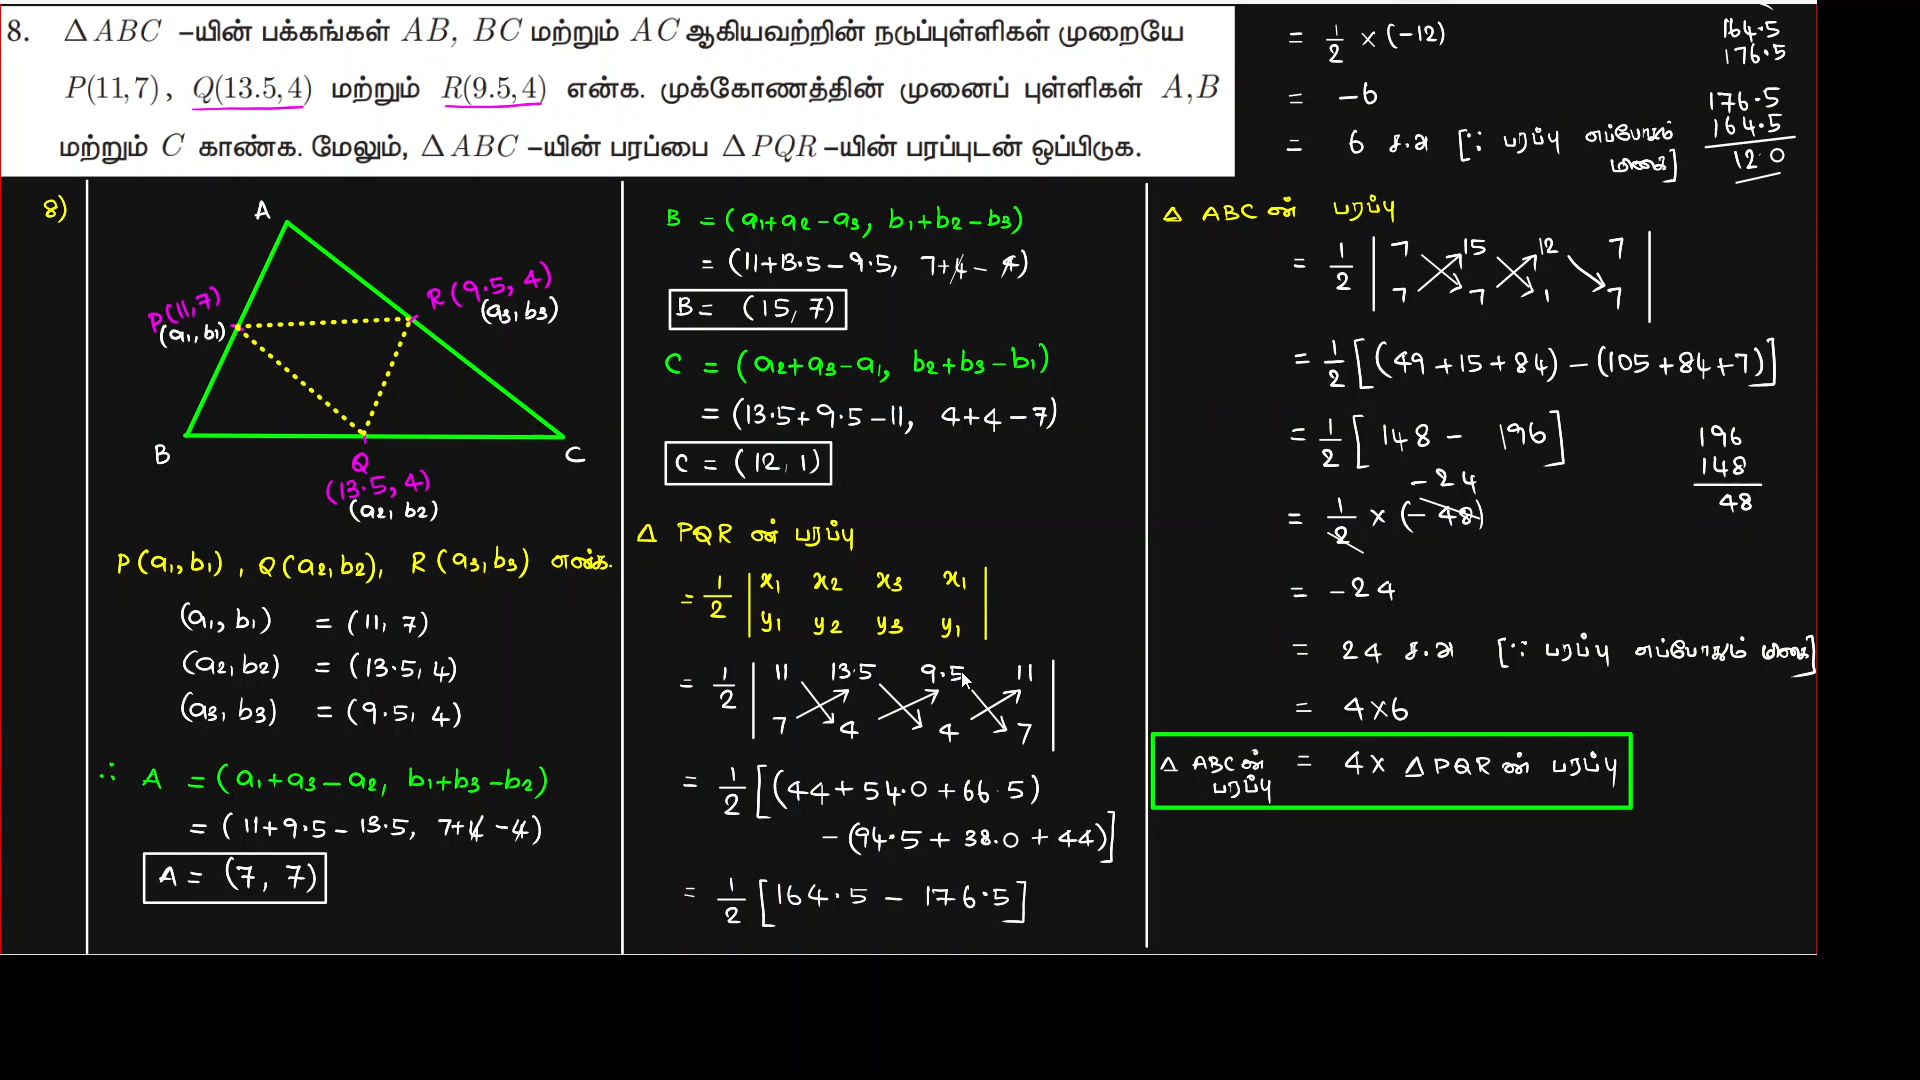 8. Δ ABC –யின் பக்கங்கள் AB, BC மற்றும் AC ஆகியவற்றின் நடுப்புள்ளிகள் முறையே
P(11,7), Q(13.5,4) மற்றும் R(9.5,4) என்க. முக்கோணத்தின் முனைப் புள்ளிகள் A,B
மற்றும் C காண்க. மேலும், Δ ABC –யின் பரப்பை Δ PQR –யின் பரப்புடன் ஒப்பிடுக.
8)
A
P(11,7)
(a1, b1)
R(9.5, 4)
(a3, b3)
B
C
Q
(13.5, 4)
(a2, b2)
P(a1, b1), Q(a2, b2), R(a3, b3) என்க.
(a1, b1) = (11, 7)
(a2, b2) = (13.5, 4)
(a3, b3) = (9.5, 4)
∴ A = (a1+a3–a2, b1+b3–b2)
= (11+9.5–13.5, 7+4–4)
A = (7, 7)
B = (a1+a2–a3, b1+b2–b3)
= (11+13.5–9.5, 7+4–4)
B = (15, 7)
C = (a2+a3–a1, b2+b3–b1)
= (13.5+9.5–11, 4+4–7)
C = (12, 1)
Δ PQR ன் பரப்பு
= 1/2 | x1 x2 x3 x1
y1 y2 y3 y1 |
= 1/2 | 11 13.5 9.5 11
7 4 4 7 |
= 1/2 [(44+54.0+66.5)
– (94.5+38.0+44)]
= 1/2 [164.5 – 176.5]
= 1/2 × (–12)
= –6
= 6 ச.அ [∵ பரப்பு எப்போதும்
மிகை]
164.5
176.5
176.5
164.5
12.0
Δ ABC ன் பரப்பு
= 1/2 | 7 15 12 7
7 7 1 7 |
= 1/2 [(49+15+84) – (105+84+7)]
= 1/2 [148 – 196]
196
148
48
–24
= 1/2 × (–48)
= –24
= 24 ச.அ [∵ பரப்பு எப்போதும் மிகை]
= 4×6
Δ ABC ன் பரப்பு = 4× Δ PQR ன் பரப்பு